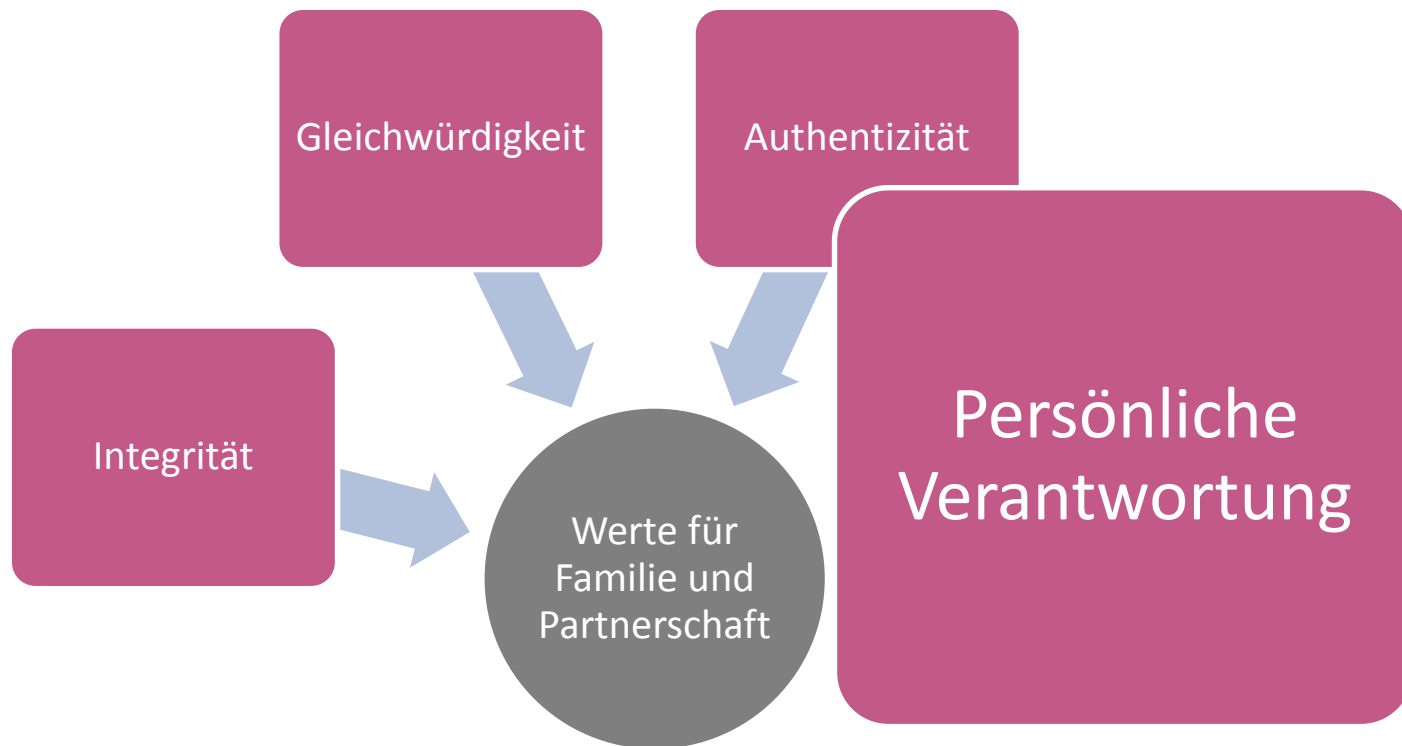 Gleichwürdigkeit
Authentizität
Integrität
Persönliche
Verantwortung
Werte für
Familie und
Partnerschaft